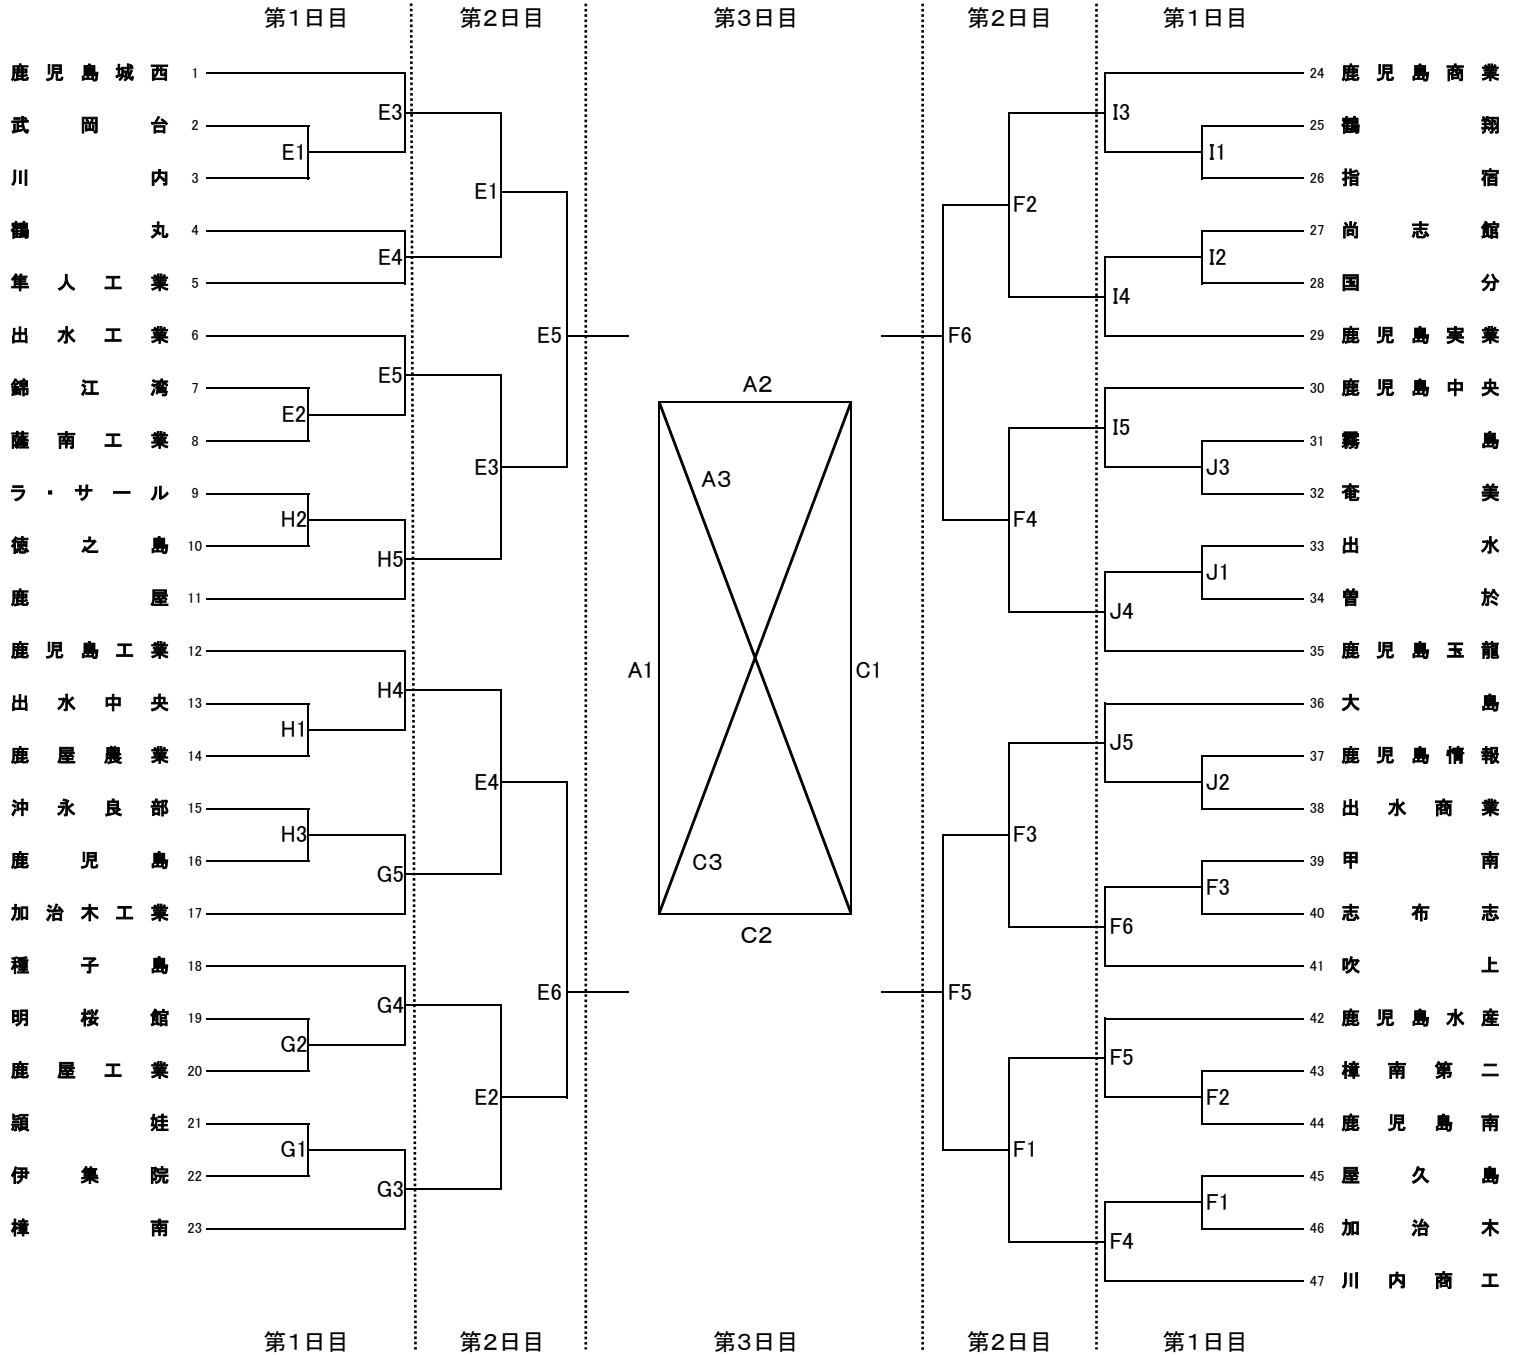 第1日目 第2日目 第3日目 第2日目 第1日目
鹿児島城西 1 24 鹿児島商業
E3 I3
武岡台 2 25 鶴翔
E1 I1
川内 3 26 指宿
E1 F2
鶴丸 4 27 尚志館
E4 I2
隼人工業 5 28 国分
I4
出水工業 6 E5 F6 29 鹿児島実業
E5
錦江湾 7 A2 30 鹿児島中央
E2 I5
薩南工業 8 31 霧島
E3 A3 J3
ラ・サール 9 32 奄美
H2 F4
徳之島 10 33 出水
H5 J1
鹿屋 11 34 曽於
J4
鹿児島工業 12 35 鹿児島玉龍
A1 C1
H4
出水中央 13 36 大島
H1 J5
鹿屋農業 14 37 鹿児島情報
E4 J2
沖永良部 15 38 出水商業
H3 F3
鹿児島 16 C3 39 甲南
G5 F3
加治木工業 17 40 志布志
C2 F6
種子島 18 41 吹上
G4 E6 F5
明桜館 19 42 鹿児島水産
G2 F5
鹿屋工業 20 43 樟南第二
E2 F2
頴娃 21 44 鹿児島南
G1 F1
伊集院 22 45 屋久島
G3 F1
樟南 23 46 加治木
F4
47 川内商工
第1日目 第2日目 第3日目 第2日目 第1日目